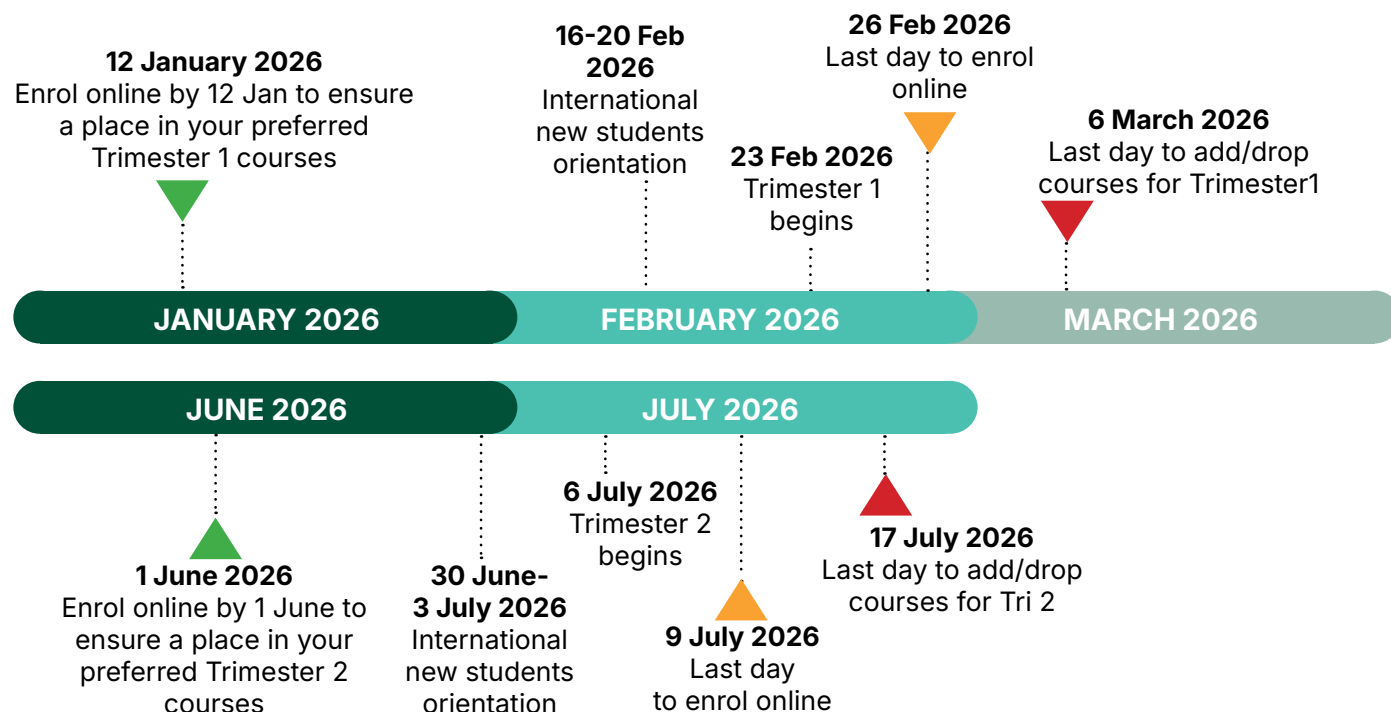 12 January 2026
Enrol online by 12 Jan to ensure
a place in your preferred
Trimester 1 courses
16-20 Feb
2026
International
new students
orientation
23 Feb 2026
Trimester 1
begins
26 Feb 2026
Last day to enrol
online
6 March 2026
Last day to add/drop
courses for Trimester1
JANUARY 2026
FEBRUARY 2026
MARCH 2026
JUNE 2026
JULY 2026
1 June 2026
Enrol online by 1 June to
ensure a place in your
preferred Trimester 2
courses
30 June-
3 July 2026
International
new students
orientation
6 July 2026
Trimester 2
begins
9 July 2026
Last day
to enrol online
17 July 2026
Last day to add/drop
courses for Tri 2